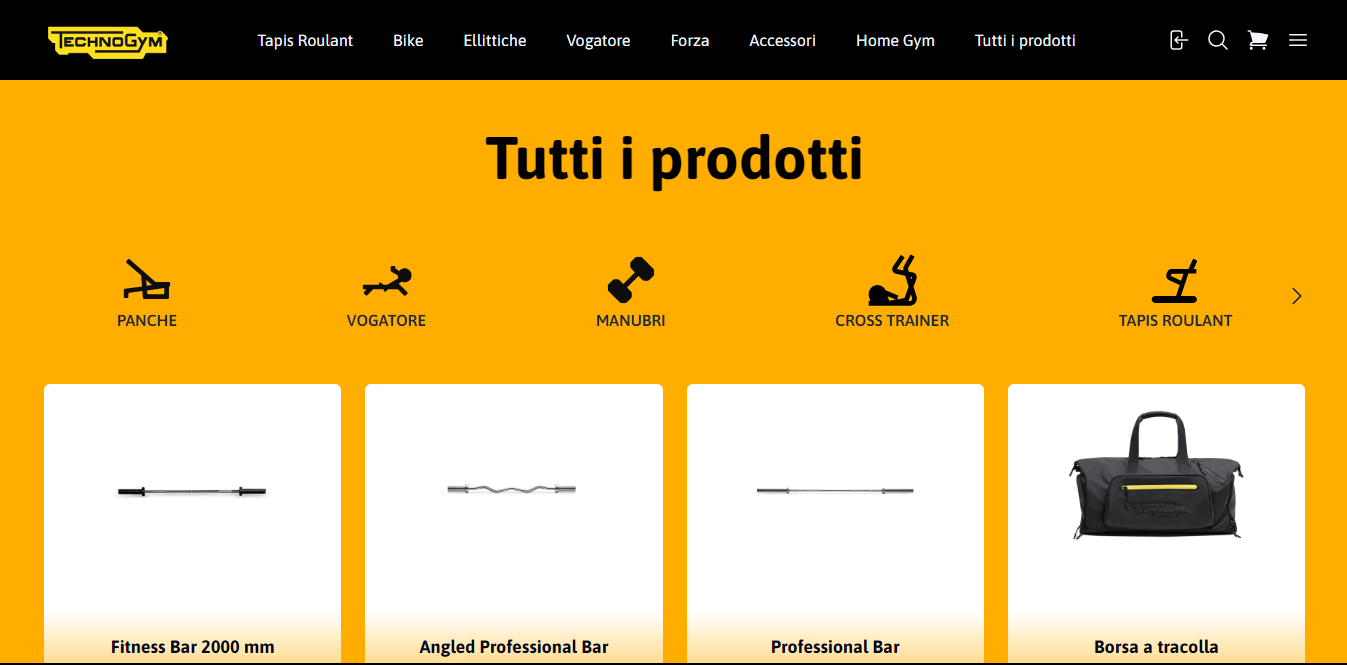 TECHNOGYM
Tapis Roulant Bike Ellittiche Vogatore Forza Accessori Home Gym Tutti i prodotti
Tutti i prodotti
PANCHE VOGATORE MANUBRI CROSS TRAINER TAPIS ROULANT
TECHNOGYM
Fitness Bar 2000 mm Angled Professional Bar Professional Bar Borsa a tracolla